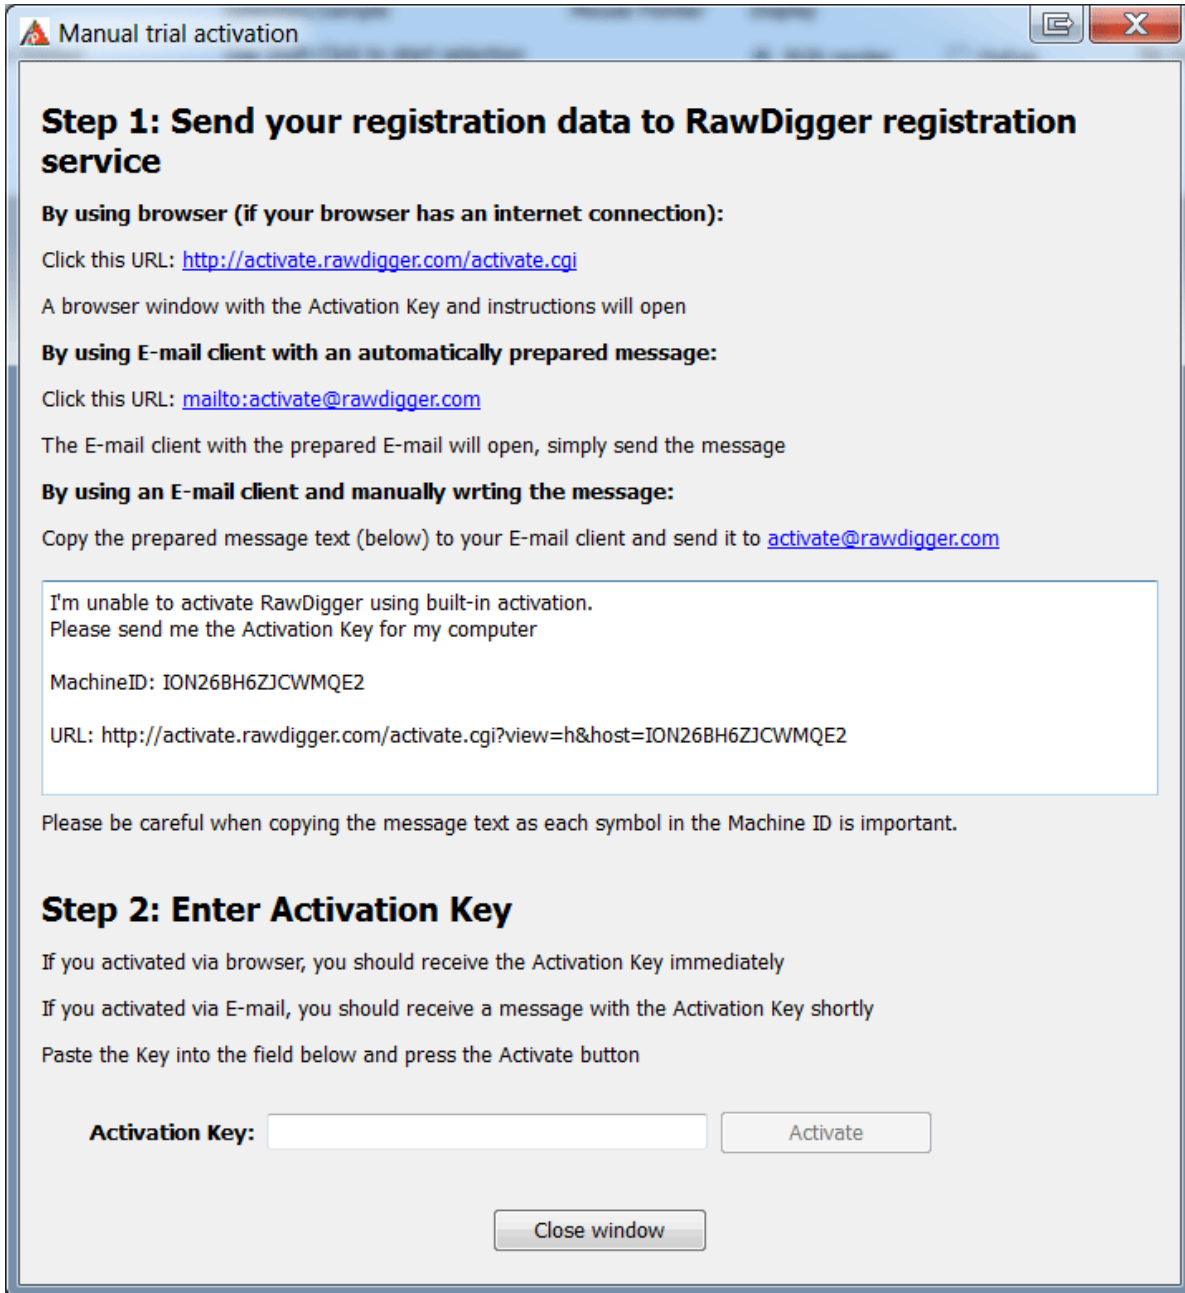 Manual trial activation
Step 1: Send your registration data to RawDigger registration
service
By using browser (if your browser has an internet connection):
Click this URL: http://activate.rawdigger.com/activate.cgi
A browser window with the Activation Key and instructions will open
By using E-mail client with an automatically prepared message:
Click this URL: mailto:activate@rawdigger.com
The E-mail client with the prepared E-mail will open, simply send the message
By using an E-mail client and manually wrting the message:
Copy the prepared message text (below) to your E-mail client and send it to activate@rawdigger.com
I'm unable to activate RawDigger using built-in activation.
Please send me the Activation Key for my computer
MachineID: ION26BH6ZJCWMQE2
URL: http://activate.rawdigger.com/activate.cgi?view=h&host=ION26BH6ZJCWMQE2
Please be careful when copying the message text as each symbol in the Machine ID is important.
Step 2: Enter Activation Key
If you activated via browser, you should receive the Activation Key immediately
If you activated via E-mail, you should receive a message with the Activation Key shortly
Paste the Key into the field below and press the Activate button
Activation Key:
Activate
Close window